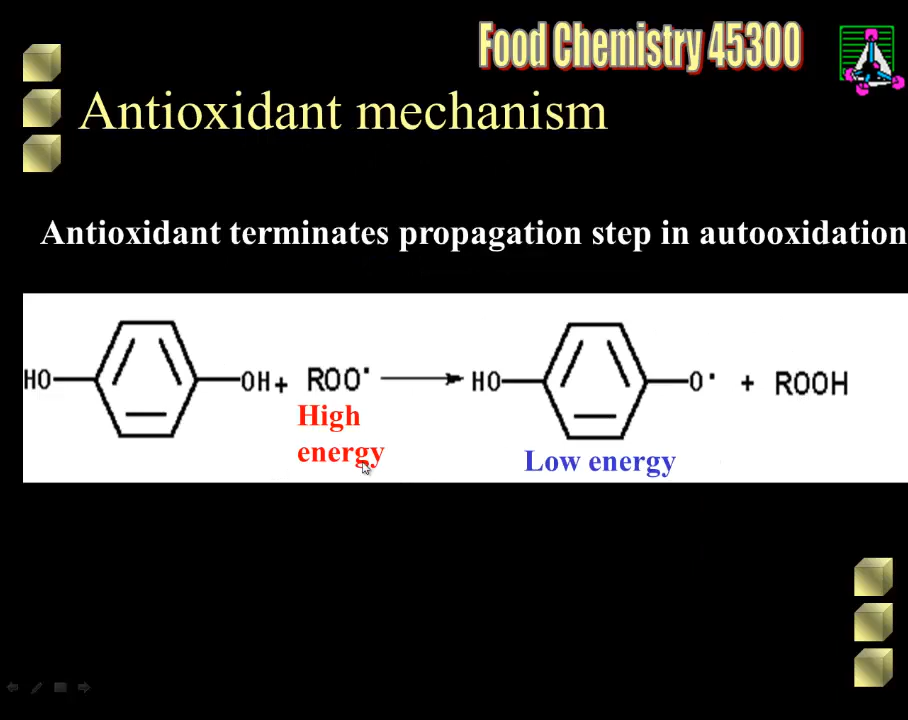 Food Chemistry 45300
Antioxidant mechanism
Antioxidant terminates propagation step in autooxidation
HO OH + ROO· HO O· + ROOH
High
energy
Low energy